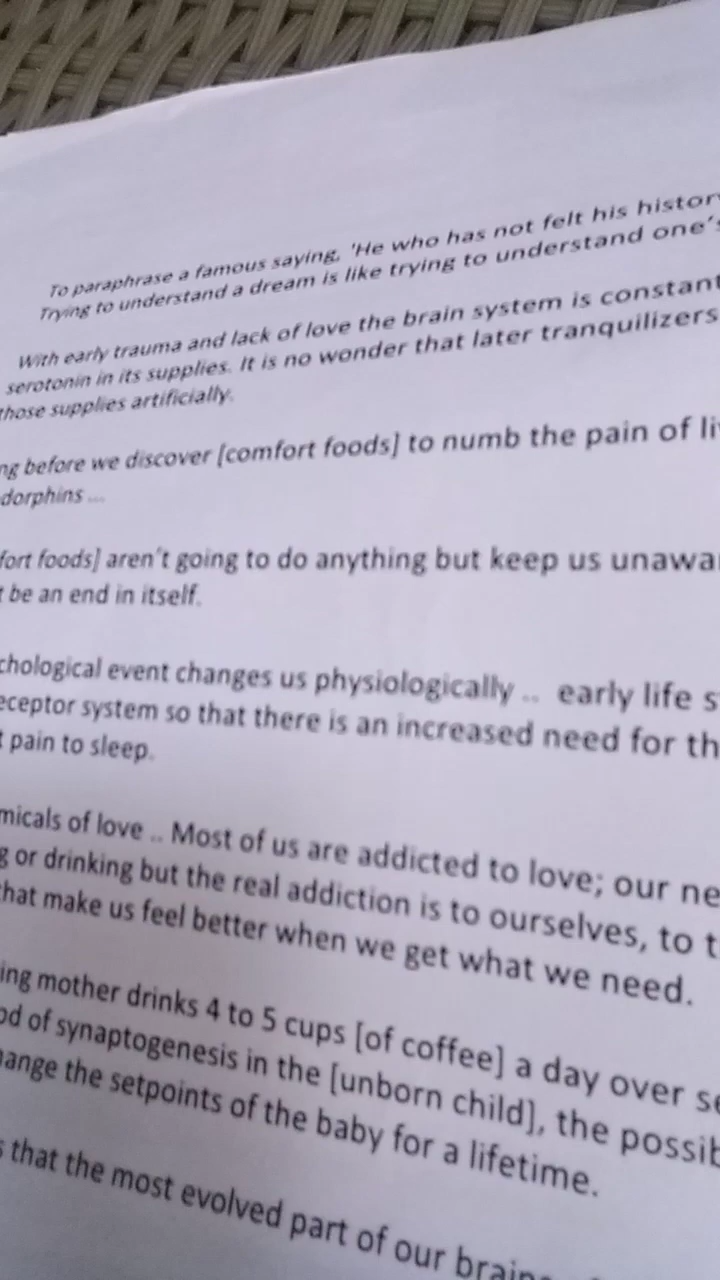 To paraphrase a famous saying, 'He who has not felt his histor
Trying to understand a dream is like trying to understand one's
With early trauma and lack of love the brain system is constant
serotonin in its supplies. It is no wonder that later tranquilizers
those supplies artificially.
ng before we discover [comfort foods] to numb the pain of li
dorphins ...
fort foods] aren't going to do anything but keep us unawa
t be an end in itself.
chological event changes us physiologically .. early life s
eceptor system so that there is an increased need for th
t pain to sleep.
micals of love .. Most of us are addicted to love; our ne
g or drinking but the real addiction is to ourselves, to t
that make us feel better when we get what we need.
ing mother drinks 4 to 5 cups [of coffee] a day over se
od of synaptogenesis in the [unborn child], the possib
hange the setpoints of the baby for a lifetime.
s that the most evolved part of our brains